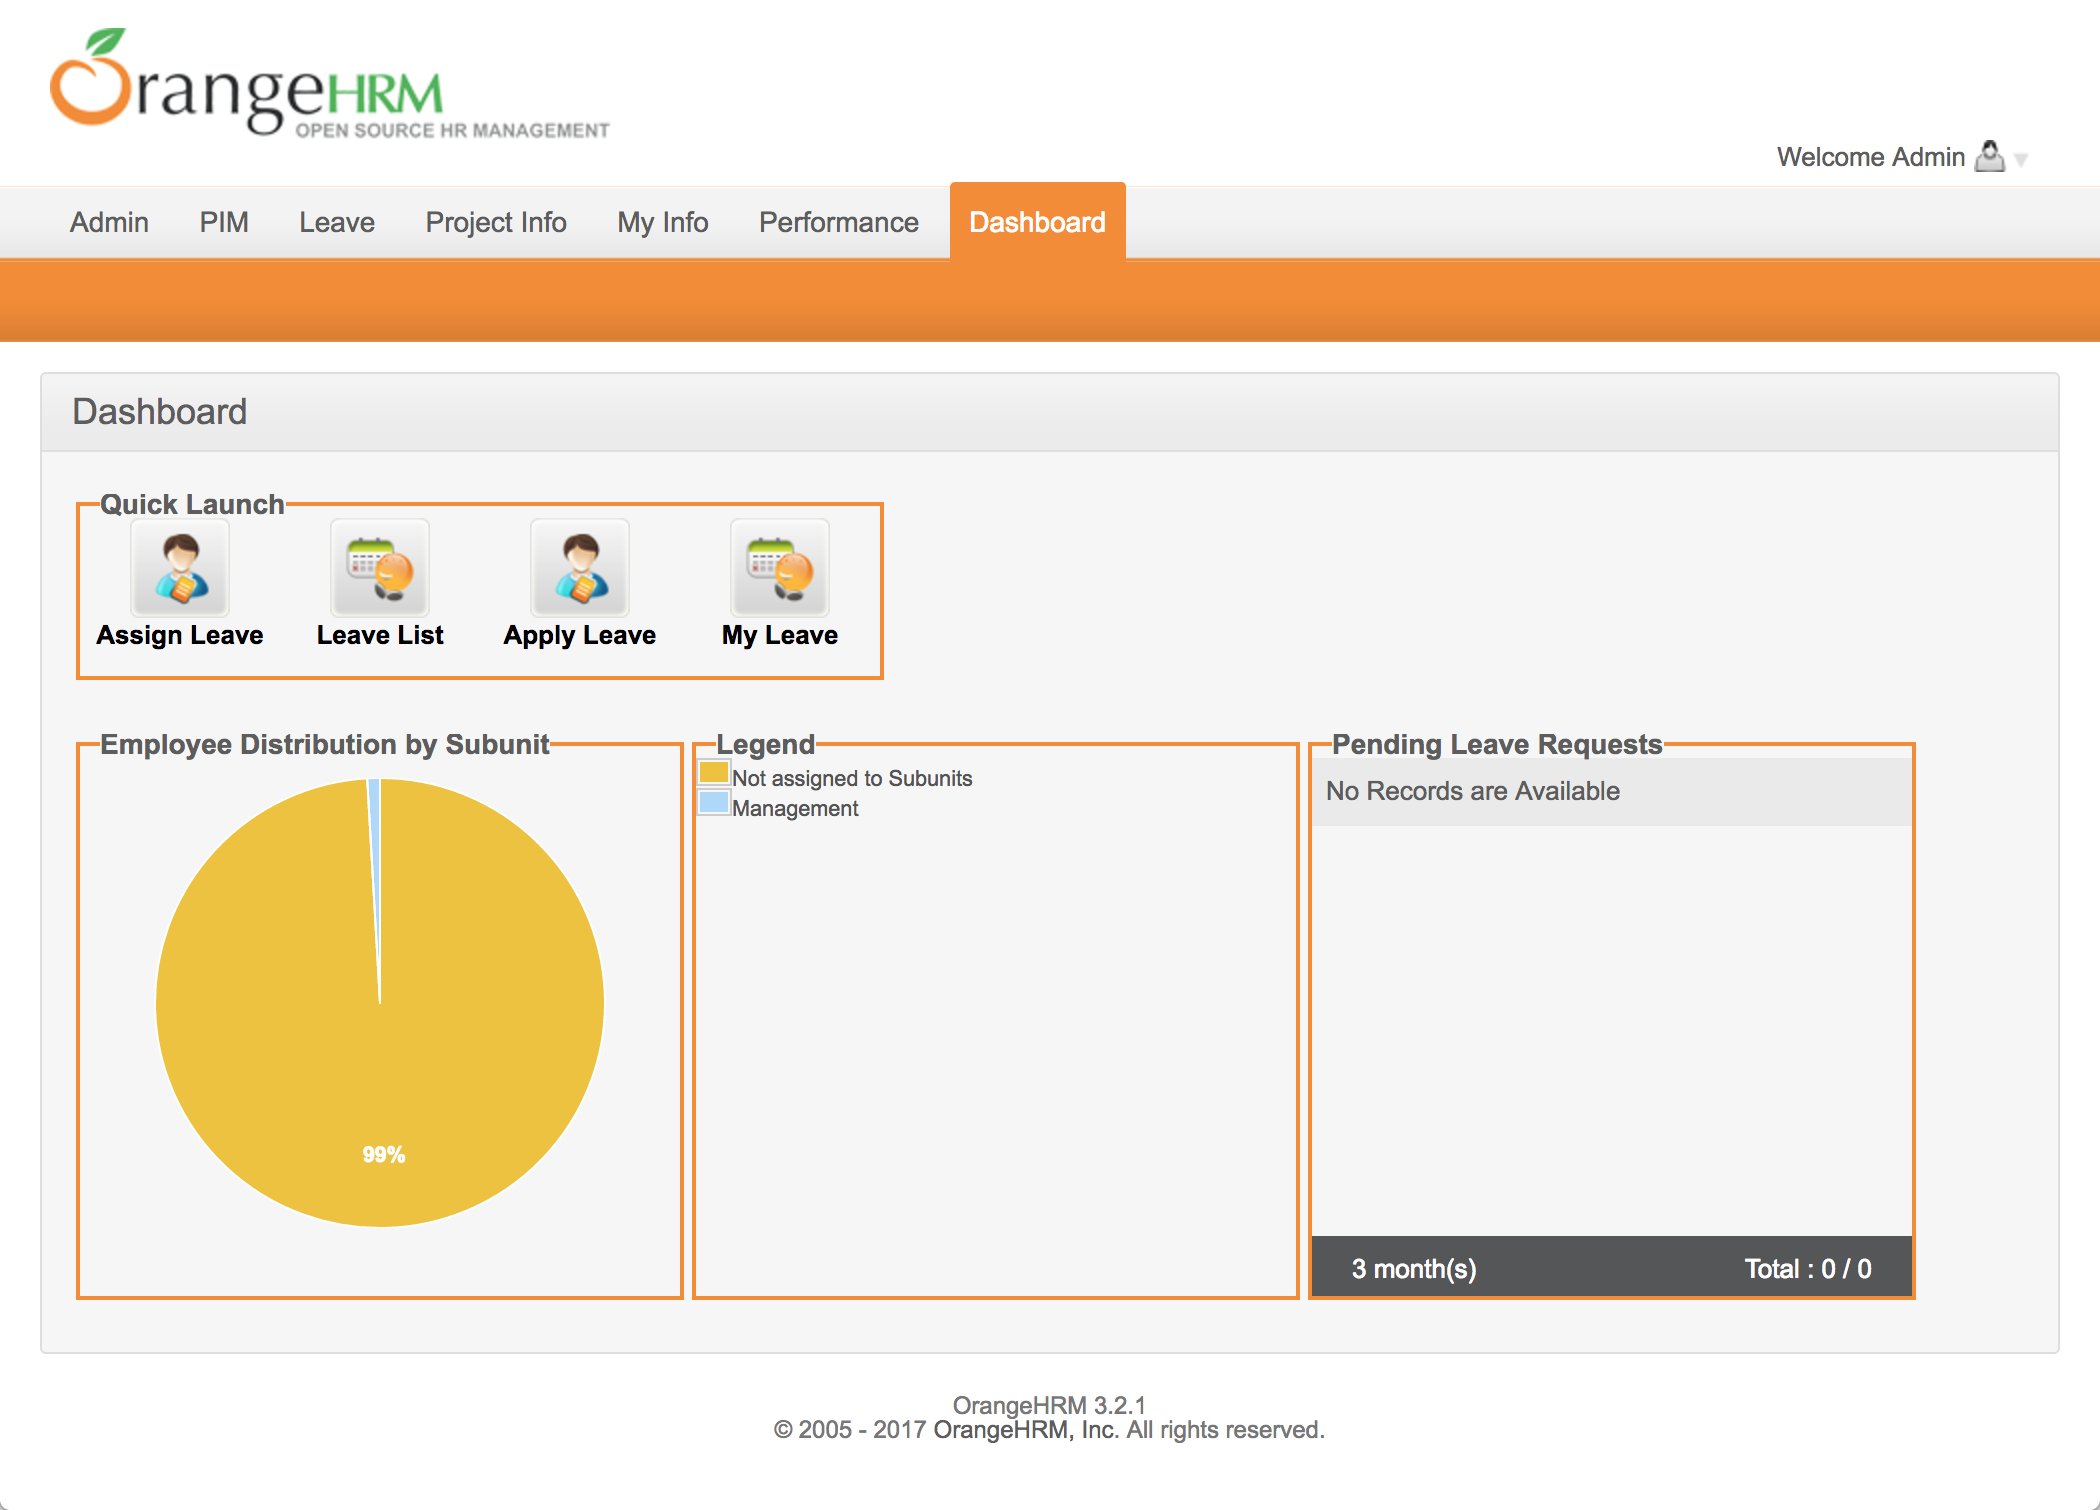 OrangeHRM
OPEN SOURCE HR MANAGEMENT
Welcome Admin
Admin PIM Leave Project Info My Info Performance Dashboard
Dashboard
Quick Launch
Assign Leave Leave List Apply Leave My Leave
Employee Distribution by Subunit
99%
Legend
Not assigned to Subunits
Management
Pending Leave Requests
No Records are Available
3 month(s) Total : 0 / 0
OrangeHRM 3.2.1
© 2005 - 2017 OrangeHRM, Inc. All rights reserved.